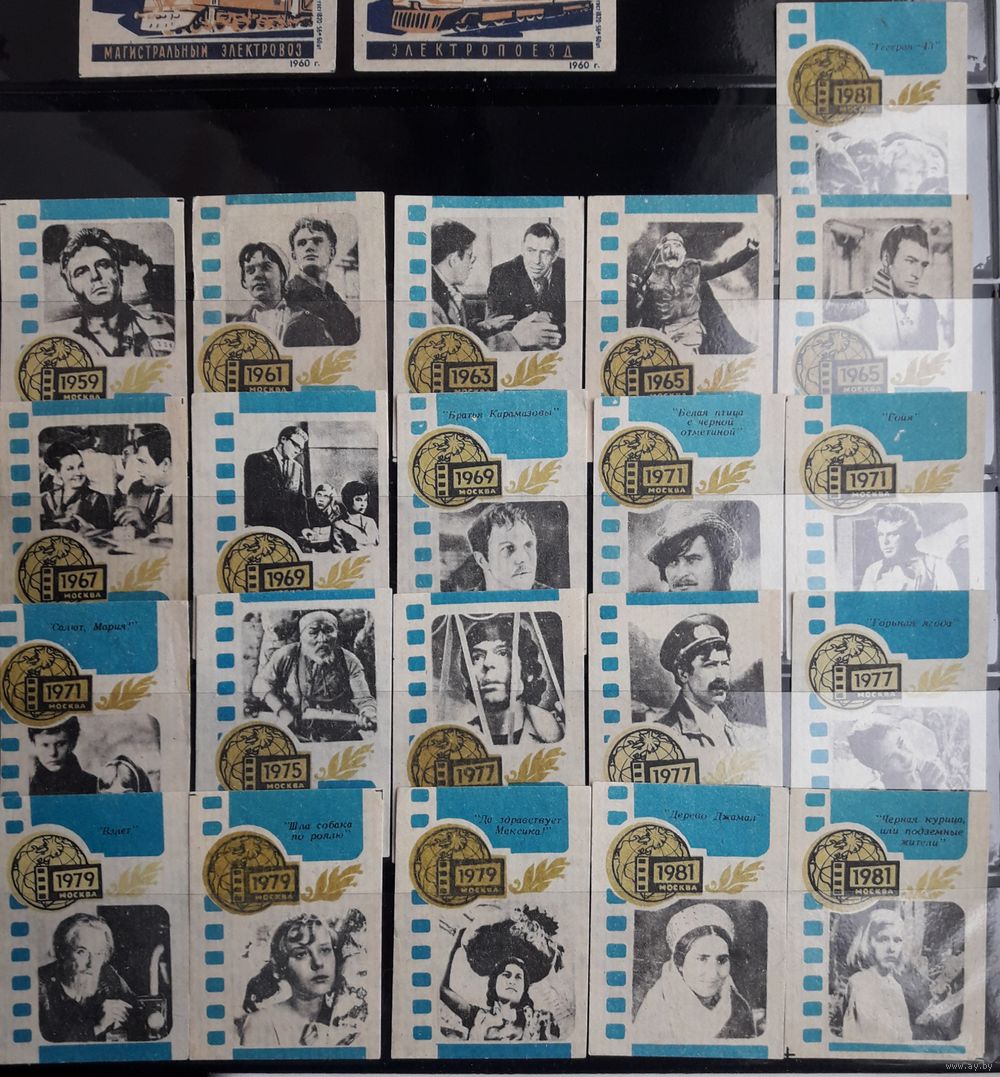 МАГИСТРАЛЬНЫЙ ЭЛЕКТРОВОЗ
1960 г.
ЭЛЕКТРОПОЕЗД
1960 г.
"Тегеран-43"
1981
МОСКВА
1959
МОСКВА
1961
МОСКВА
1963
МОСКВА
1965
МОСКВА
1965
МОСКВА
1967
МОСКВА
1969
МОСКВА
"Братья Карамазовы"
1969
МОСКВА
"Белая птица
с черной
отметиной"
1971
МОСКВА
"Гойя"
1971
МОСКВА
"Салют, Мария!"
1971
МОСКВА
1975
МОСКВА
1977
1977
МОСКВА
"Горькая ягода"
1977
МОСКВА
"Взлет"
1979
МОСКВА
"Шла собака
по роялю"
1979
МОСКВА
"Да здравствует
Мексика!"
1979
МОСКВА
"Дерево Джамал"
1981
МОСКВА
"Черная курица,
или подземные
жители"
1981
МОСКВА
www.ay.by